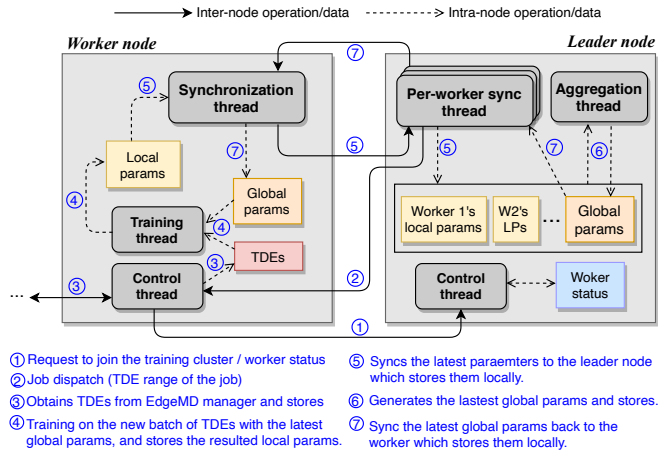 Inter-node operation/data
Intra-node operation/data
Worker node
Leader node
⑦
Synchronization
thread
Per-worker sync
thread
Aggregation
thread
⑤
⑤
⑤
⑦
⑥
⑦
Local
params
Global
params
④
Training
thread
④
TDEs
③
Control
thread
... ③
②
①
Worker 1's
local params
W2's
LPs
...
Global
params
Control
thread
Woker
status
① Request to join the training cluster / worker status
② Job dispatch (TDE range of the job)
③ Obtains TDEs from EdgeMD manager and stores
④ Training on the new batch of TDEs with the latest
global params, and stores the resulted local params.
⑤ Syncs the latest paraemters to the leader node
which stores them locally.
⑥ Generates the lastest global params and stores.
⑦ Sync the latest global params back to the
worker which stores them locally.